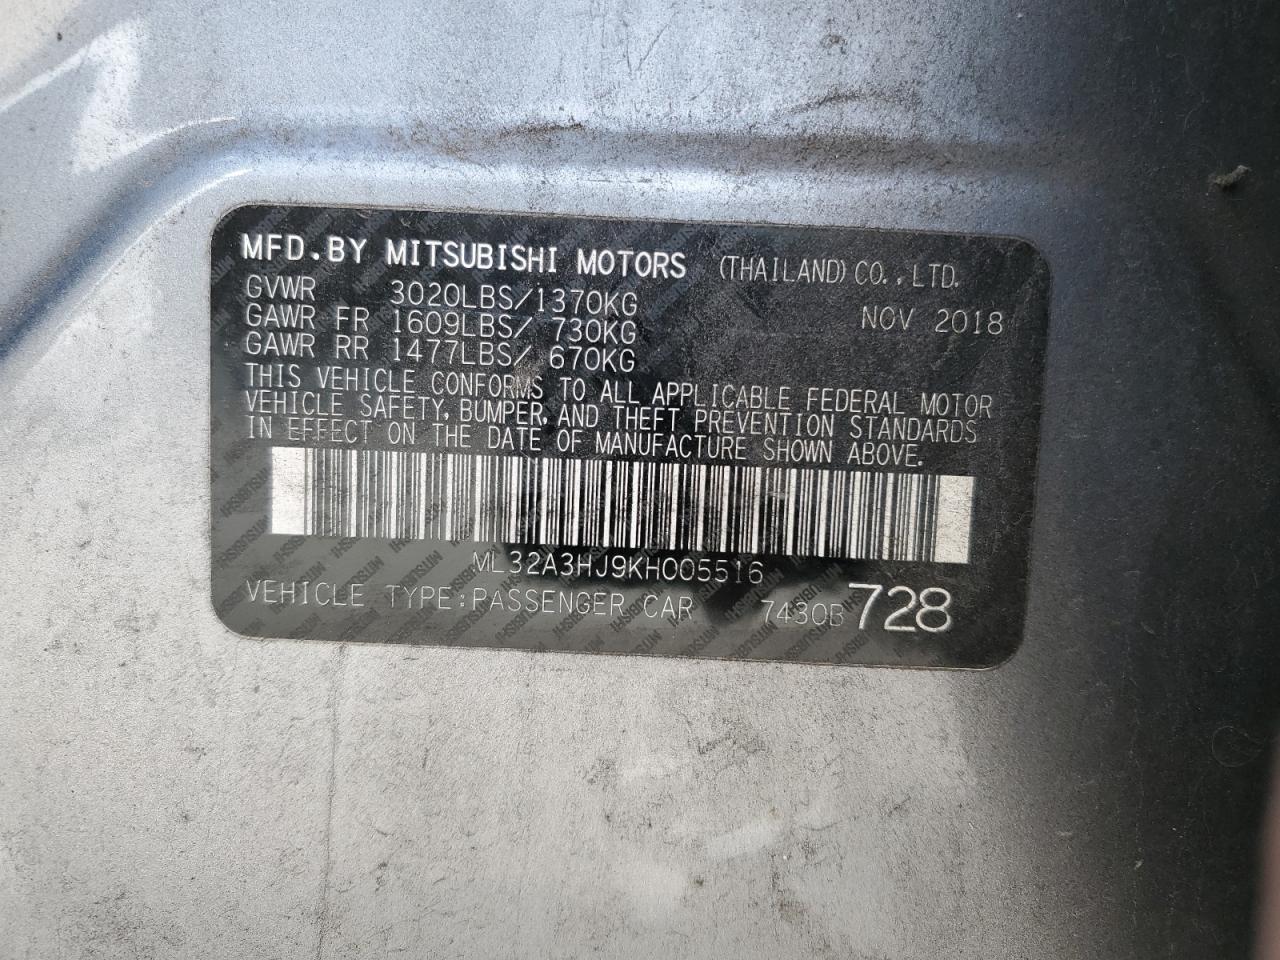 MFD.BY MITSUBISHI MOTORS (THAILAND) CO.,LTD.
GVWR 3020LBS/1370KG NOV 2018
GAWR FR 1609LBS/ 730KG
GAWR RR 1477LBS/ 670KG
THIS VEHICLE CONFORMS TO ALL APPLICABLE FEDERAL MOTOR
VEHICLE SAFETY, BUMPER, AND THEFT PREVENTION STANDARDS
IN EFFECT ON THE DATE OF MANUFACTURE SHOWN ABOVE.
ML32A3HJ9KH005516
VEHICLE TYPE:PASSENGER CAR 7430B 728